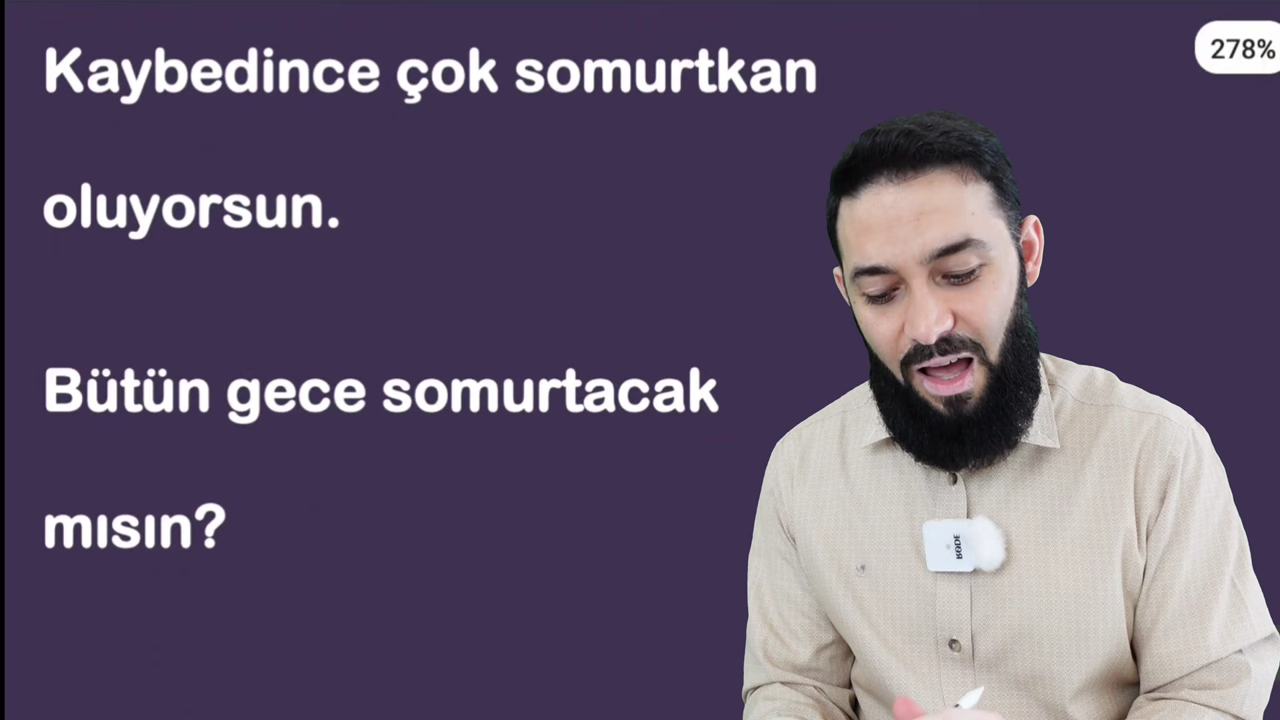 Kaybedince çok somurtkan
oluyorsun.
Bütün gece somurtacak
mısın?
278%
RODE